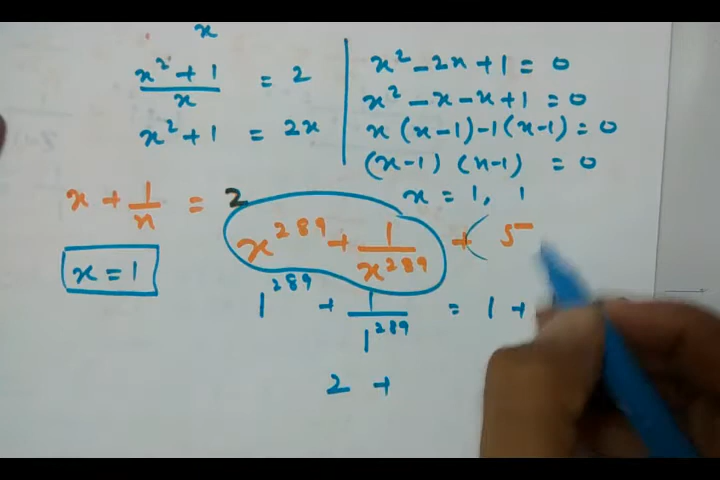 x
x² + 1 / x = 2
x² + 1 = 2x
x² - 2x + 1 = 0
x² - x - x + 1 = 0
x (x-1) -1 (x-1) = 0
(x-1) (x-1) = 0
x = 1, 1
x + 1/x = 2
x = 1
x²⁸⁹ + 1/x²⁸⁹ + ( 5
1²⁸⁹ + 1/1²⁸⁹ = 1 +
2 +